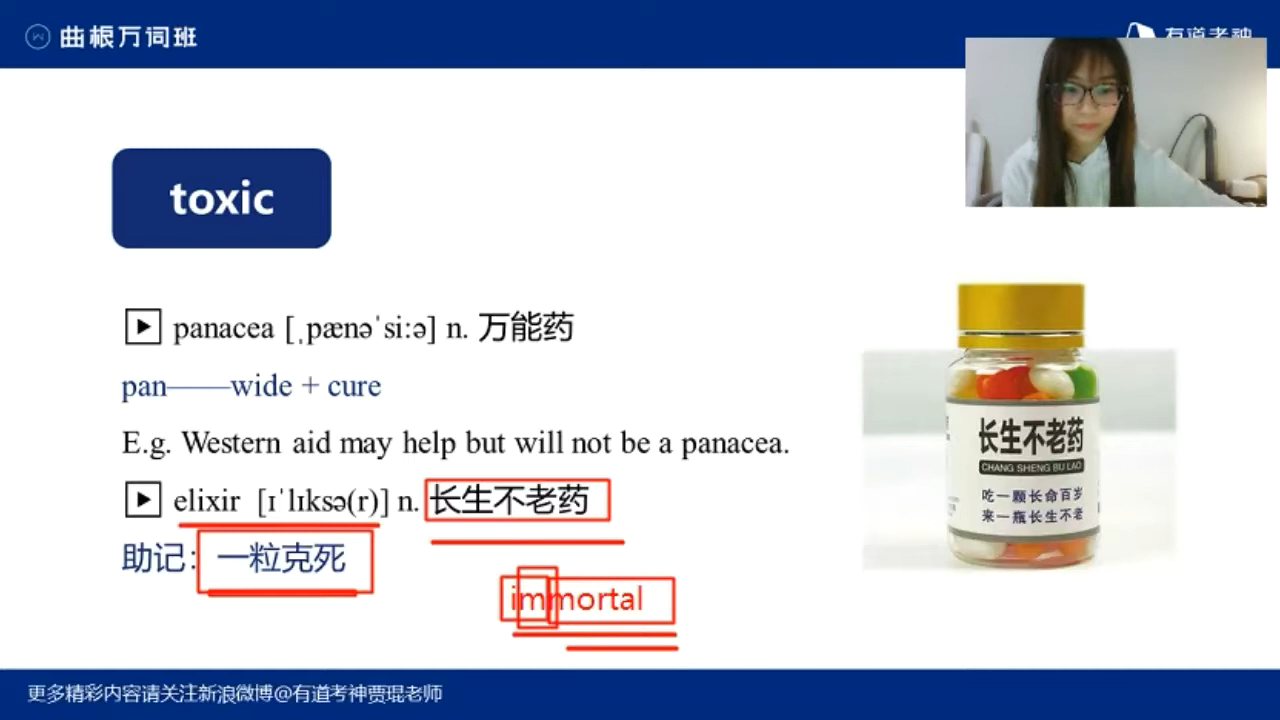 曲根万词班
有道考神
toxic
panacea [ˌpænəˈsiːə] n. 万能药
pan——wide + cure
E.g. Western aid may help but will not be a panacea.
elixir [ɪˈlɪksə(r)] n. 长生不老药
助记：一粒克死
immortal
长生不老药
CHANG SHENG BU LAO
吃一颗长命百岁
来一瓶长生不老
更多精彩内容请关注新浪微博@有道考神贾琨老师